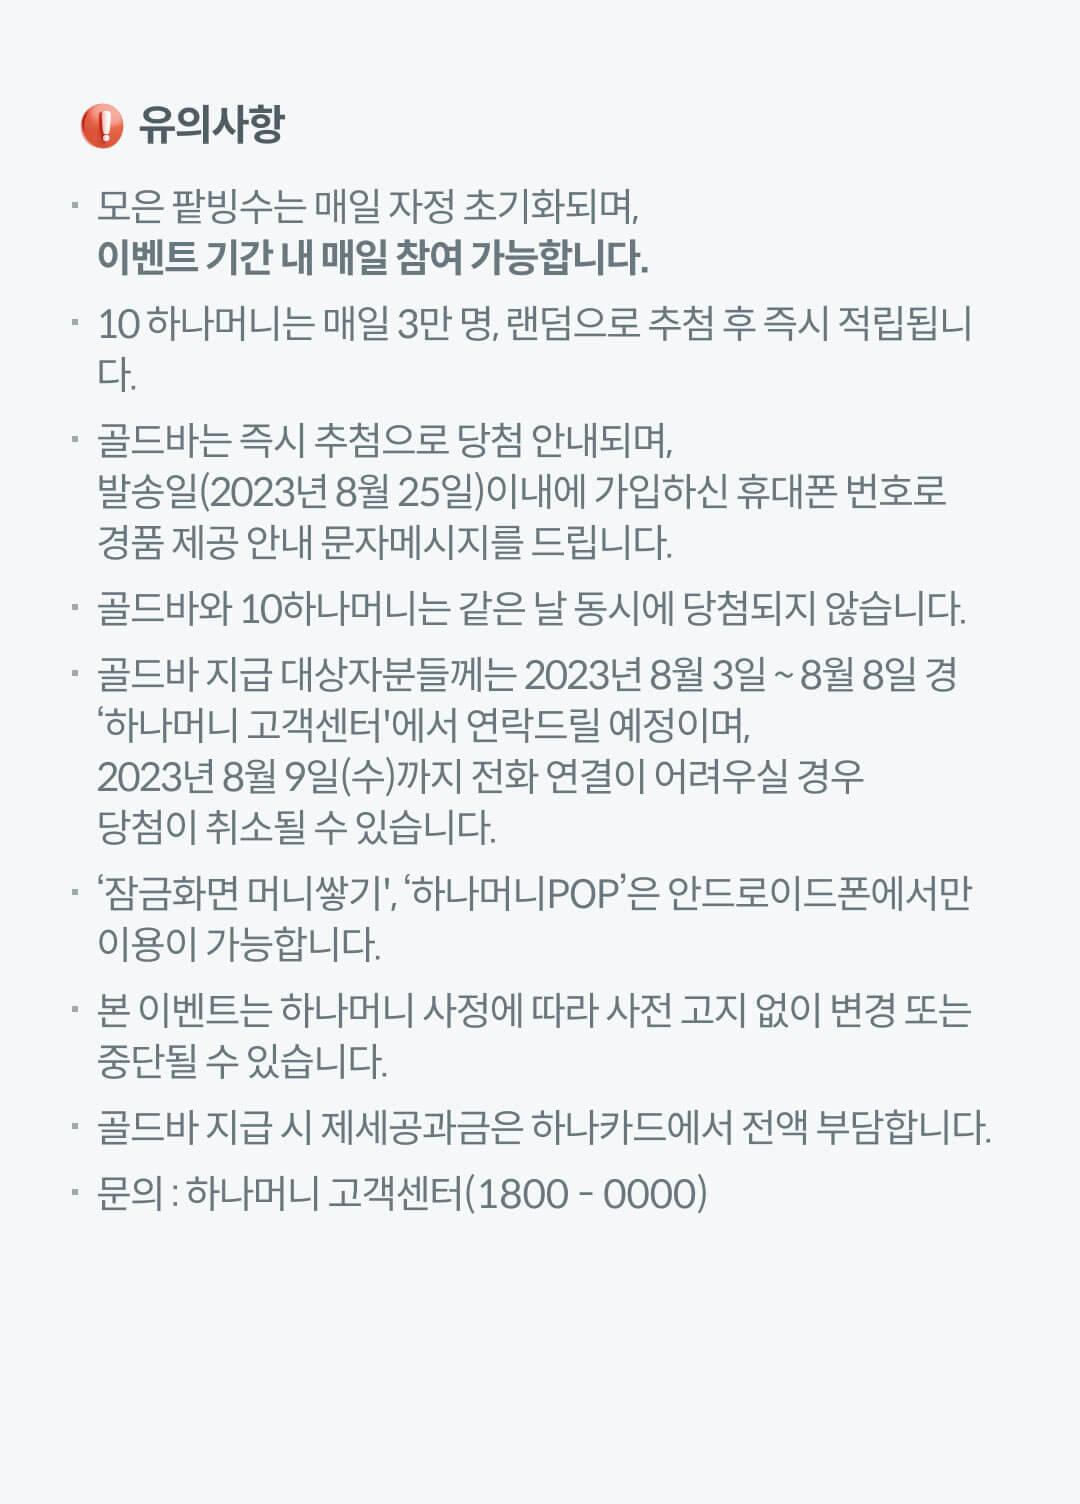 유의사항
· 모은 팥빙수는 매일 자정 초기화되며,
이벤트 기간 내 매일 참여 가능합니다.
· 10 하나머니는 매일 3만 명, 랜덤으로 추첨 후 즉시 적립됩니
다.
· 골드바는 즉시 추첨으로 당첨 안내되며,
발송일(2023년 8월 25일)이내에 가입하신 휴대폰 번호로
경품 제공 안내 문자메시지를 드립니다.
· 골드바와 10하나머니는 같은 날 동시에 당첨되지 않습니다.
· 골드바 지급 대상자분들께는 2023년 8월 3일 ~ 8월 8일 경
‘하나머니 고객센터'에서 연락드릴 예정이며,
2023년 8월 9일(수)까지 전화 연결이 어려우실 경우
당첨이 취소될 수 있습니다.
· ‘잠금화면 머니쌓기', ‘하나머니POP’은 안드로이드폰에서만
이용이 가능합니다.
· 본 이벤트는 하나머니 사정에 따라 사전 고지 없이 변경 또는
중단될 수 있습니다.
· 골드바 지급 시 제세공과금은 하나카드에서 전액 부담합니다.
· 문의 : 하나머니 고객센터(1800 - 0000)